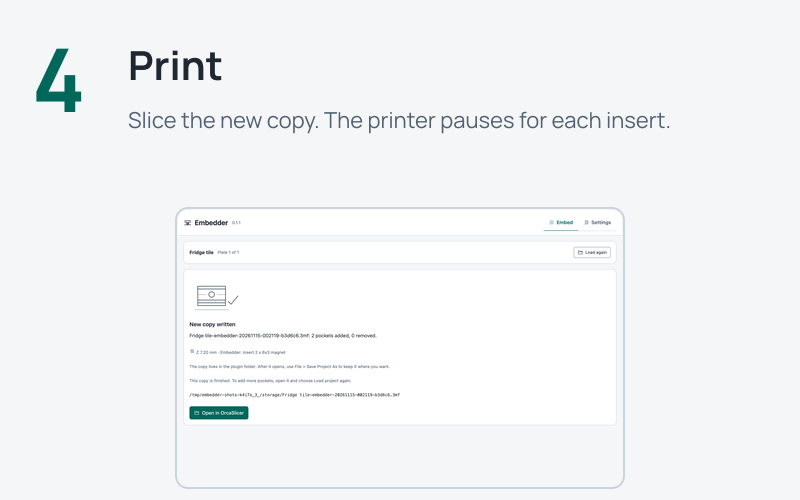 4
Print
Slice the new copy. The printer pauses for each insert.
Embedder 0.1.1
Embed
Settings
Fridge tile Plate 1 of 1
Load again
New copy written
Fridge tile-embedder-20261115-002119-b3d6c6.3mf: 2 pockets added, 0 removed.
Z 7.20 mm · Embedder: Insert 2 x 6x3 magnet
The copy lives in the plugin folder. After it opens, use File > Save Project As to keep it where you want.
This copy is finished. To add more pockets, open it and choose Load project again.
/tmp/embedder-shots-k4i7o_3_/storage/Fridge tile-embedder-20261115-002119-b3d6c6.3mf
Open in OrcaSlicer